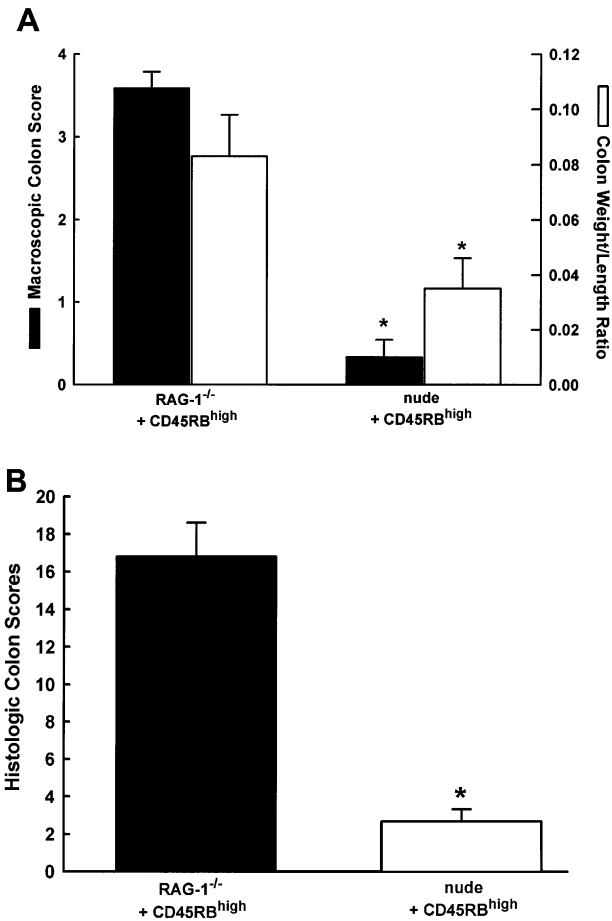 A
Macroscopic Colon Score
4
3
2
1
0
*
*
0.12
0.10
0.08
0.06
0.04
0.02
0.00
Colon Weight/Length Ratio
RAG-1-/-
+ CD45RBhigh
nude
+ CD45RBhigh
B
Histologic Colon Scores
20
18
16
14
12
10
8
6
4
2
0
*
RAG-1-/-
+ CD45RBhigh
nude
+ CD45RBhigh